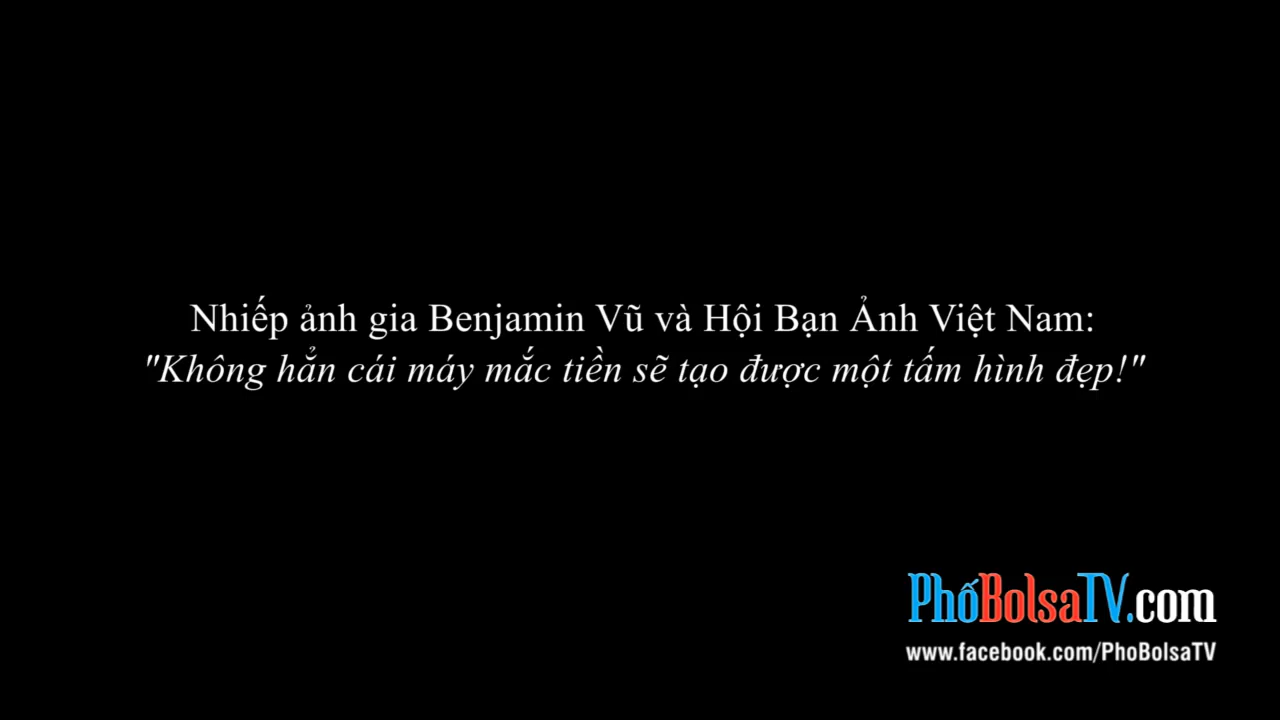 Nhiếp ảnh gia Benjamin Vũ và Hội Bạn Ảnh Việt Nam:
"Không hẳn cái máy mắc tiền sẽ tạo được một tấm hình đẹp!"
PhốBolsaTV.com
www.facebook.com/PhoBolsaTV